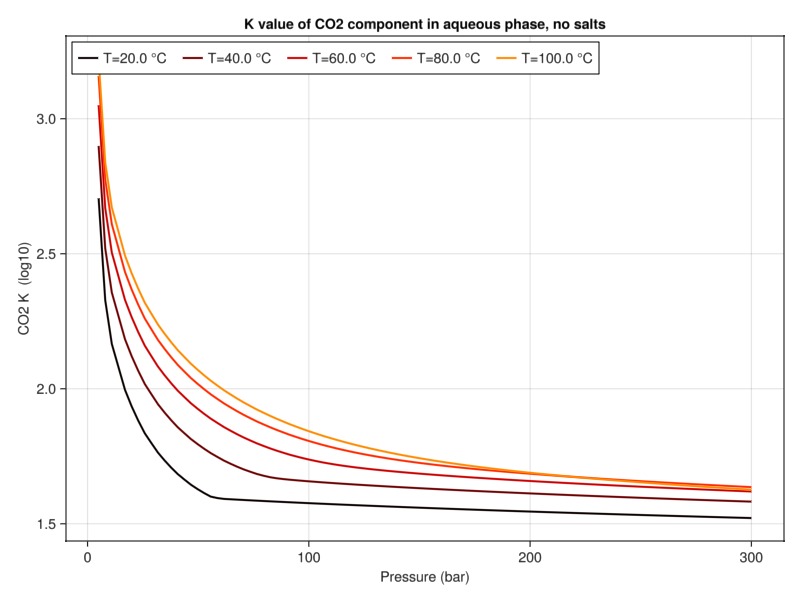 K value of CO2 component in aqueous phase, no salts
T=20.0 °C T=40.0 °C T=60.0 °C T=80.0 °C T=100.0 °C
3.0
2.5
2.0
1.5
CO2 K (log10)
0 100 200 300
Pressure (bar)